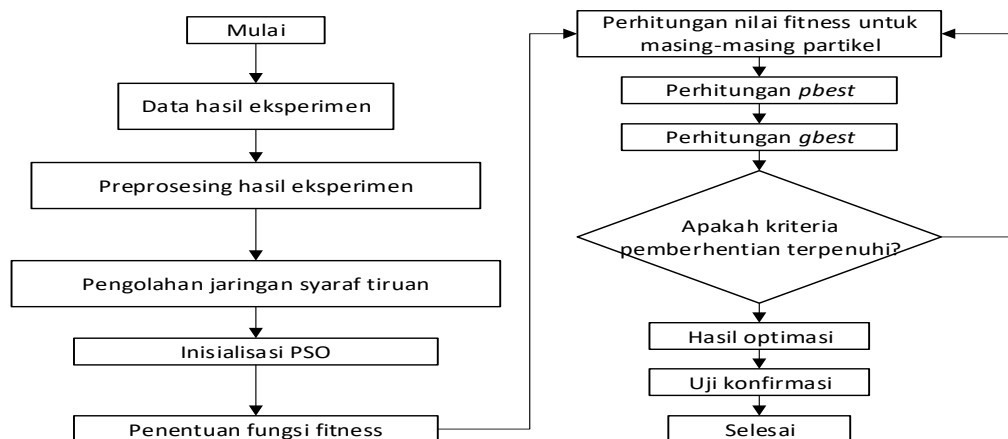 Mulai
Data hasil eksperimen
Preprosesing hasil eksperimen
Pengolahan jaringan syaraf tiruan
Inisialisasi PSO
Penentuan fungsi fitness
Perhitungan nilai fitness untuk
masing-masing partikel
Perhitungan pbest
Perhitungan gbest
Apakah kriteria
pemberhentian terpenuhi?
Hasil optimasi
Uji konfirmasi
Selesai